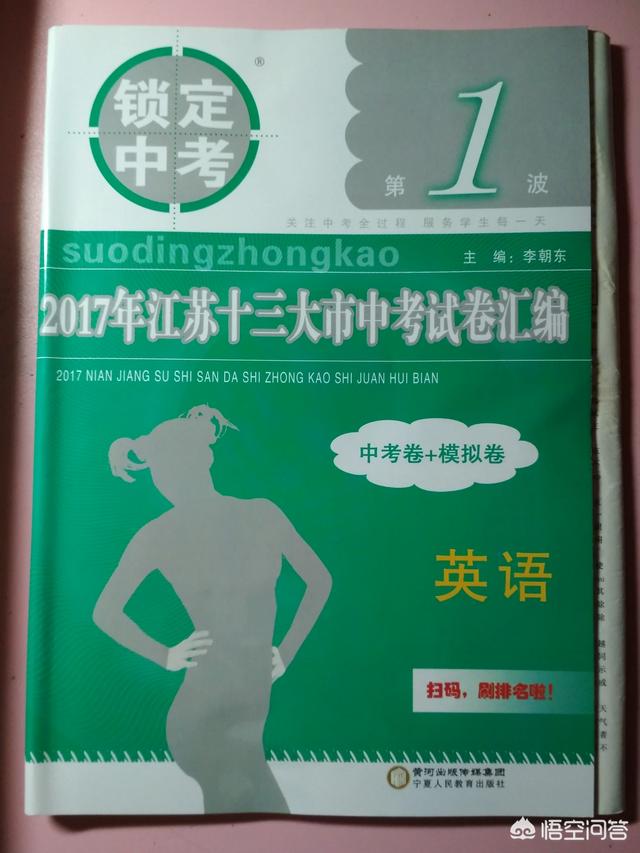 锁定
中考
®
第1波
关注中考全过程 服务学生每一天
suodingzhongkao
主 编：李朝东
2017年江苏十三大市中考试卷汇编
2017 NIAN JIANG SU SHI SAN DA SHI ZHONG KAO SHI JUAN HUI BIAN
中考卷+模拟卷
英语
扫码，刷排名啦！
黄河出版传媒集团
宁夏人民教育出版社
悟空问答